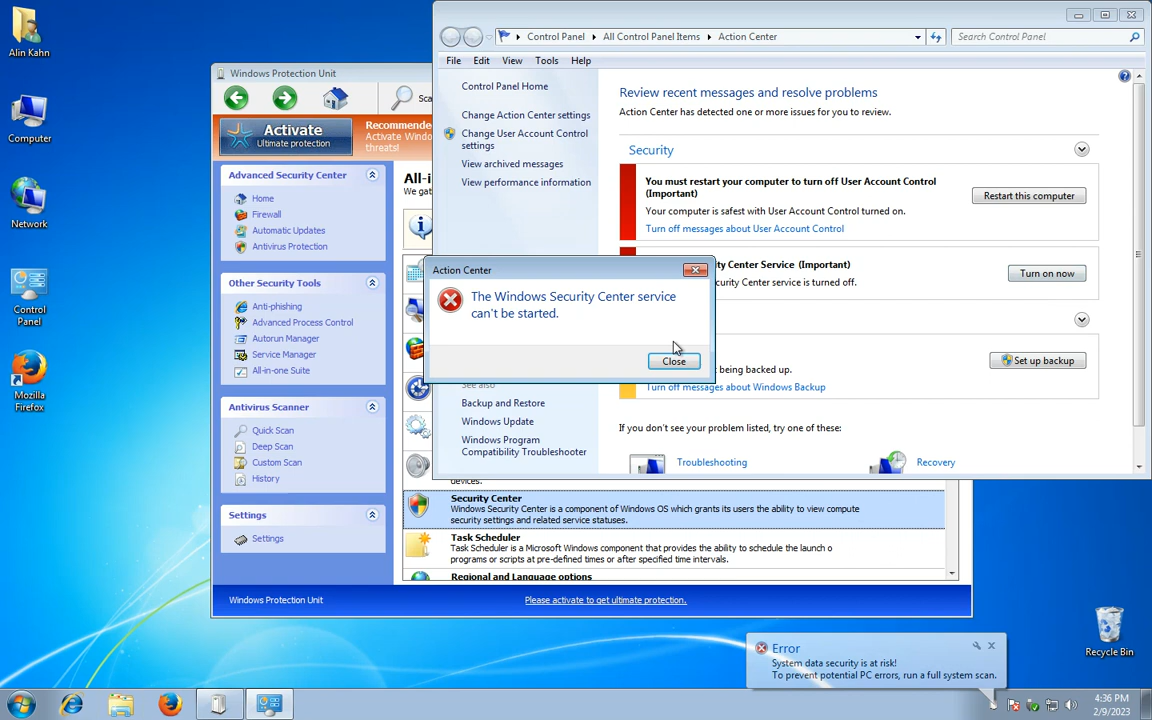 Alin Kahn
Computer
Network
Control
Panel
Mozilla
Firefox
Recycle Bin
Windows Protection Unit
Sca
Activate
Ultimate protection
Recommende
Activate Windo
threats!
Advanced Security Center
Home
Firewall
Automatic Updates
Antivirus Protection
Other Security Tools
Anti-phishing
Advanced Process Control
Autorun Manager
Service Manager
All-in-one Suite
Antivirus Scanner
Quick Scan
Deep Scan
Custom Scan
History
Settings
Settings
All-i
We gat
devices.
Security Center
Windows Security Center is a component of Windows OS which grants its users the ability to view compute
security settings and related service statuses.
Task Scheduler
Task Scheduler is a Microsoft Windows component that provides the ability to schedule the launch o
programs or scripts at pre-defined times or after specified time intervals.
Regional and Language options
Windows Protection Unit
Please activate to get ultimate protection.
Control Panel
All Control Panel Items
Action Center
Search Control Panel
File
Edit
View
Tools
Help
Control Panel Home
Change Action Center settings
Change User Account Control
settings
View archived messages
View performance information
See also
Backup and Restore
Windows Update
Windows Program
Compatibility Troubleshooter
Review recent messages and resolve problems
Action Center has detected one or more issues for you to review.
Security
You must restart your computer to turn off User Account Control
(Important)
Your computer is safest with User Account Control turned on.
Turn off messages about User Account Control
Restart this computer
Center Service (Important)
Center service is turned off.
Turn on now
being backed up.
Turn off messages about Windows Backup
Set up backup
If you don't see your problem listed, try one of these:
Troubleshooting
Recovery
Action Center
The Windows Security Center service
can't be started.
Close
Error
System data security is at risk!
To prevent potential PC errors, run a full system scan.
4:36 PM
2/9/2023